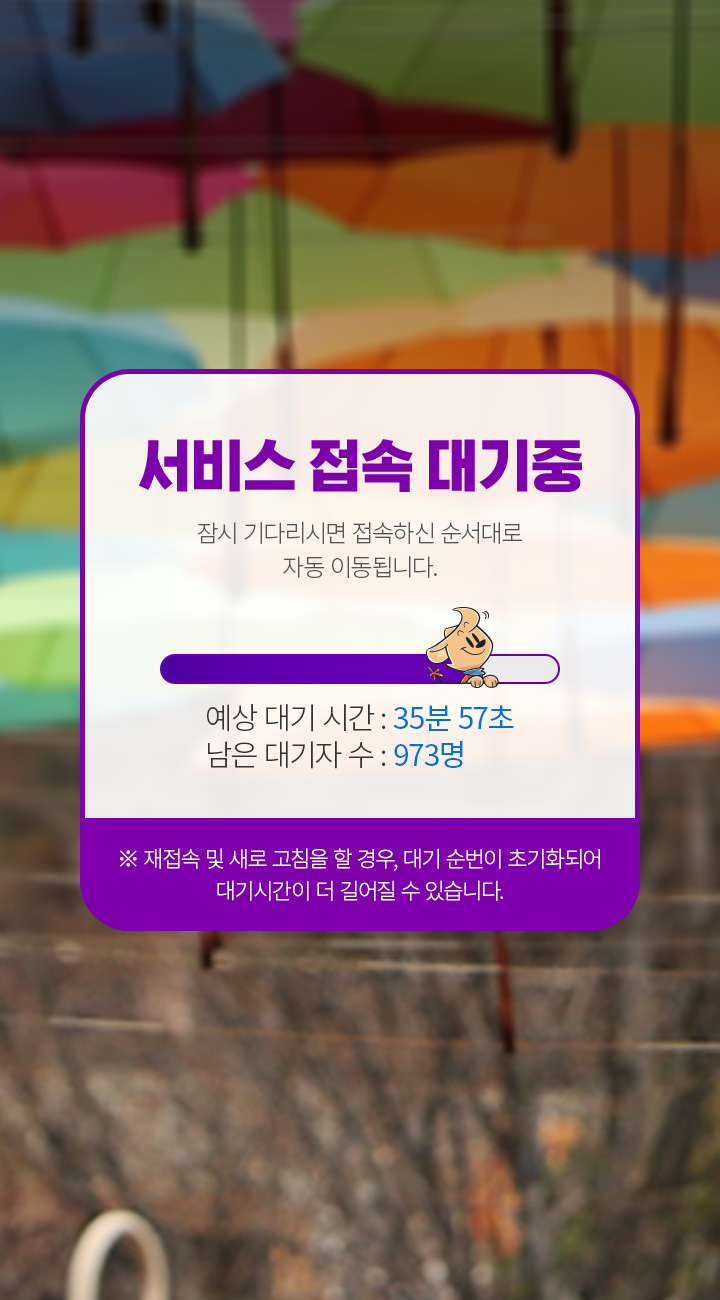 서비스 접속 대기중
잠시 기다리시면 접속하신 순서대로
자동 이동됩니다.
예상 대기 시간 : 35분 57초
남은 대기자 수 : 973명
※ 재접속 및 새로 고침을 할 경우, 대기 순번이 초기화되어
대기시간이 더 길어질 수 있습니다.